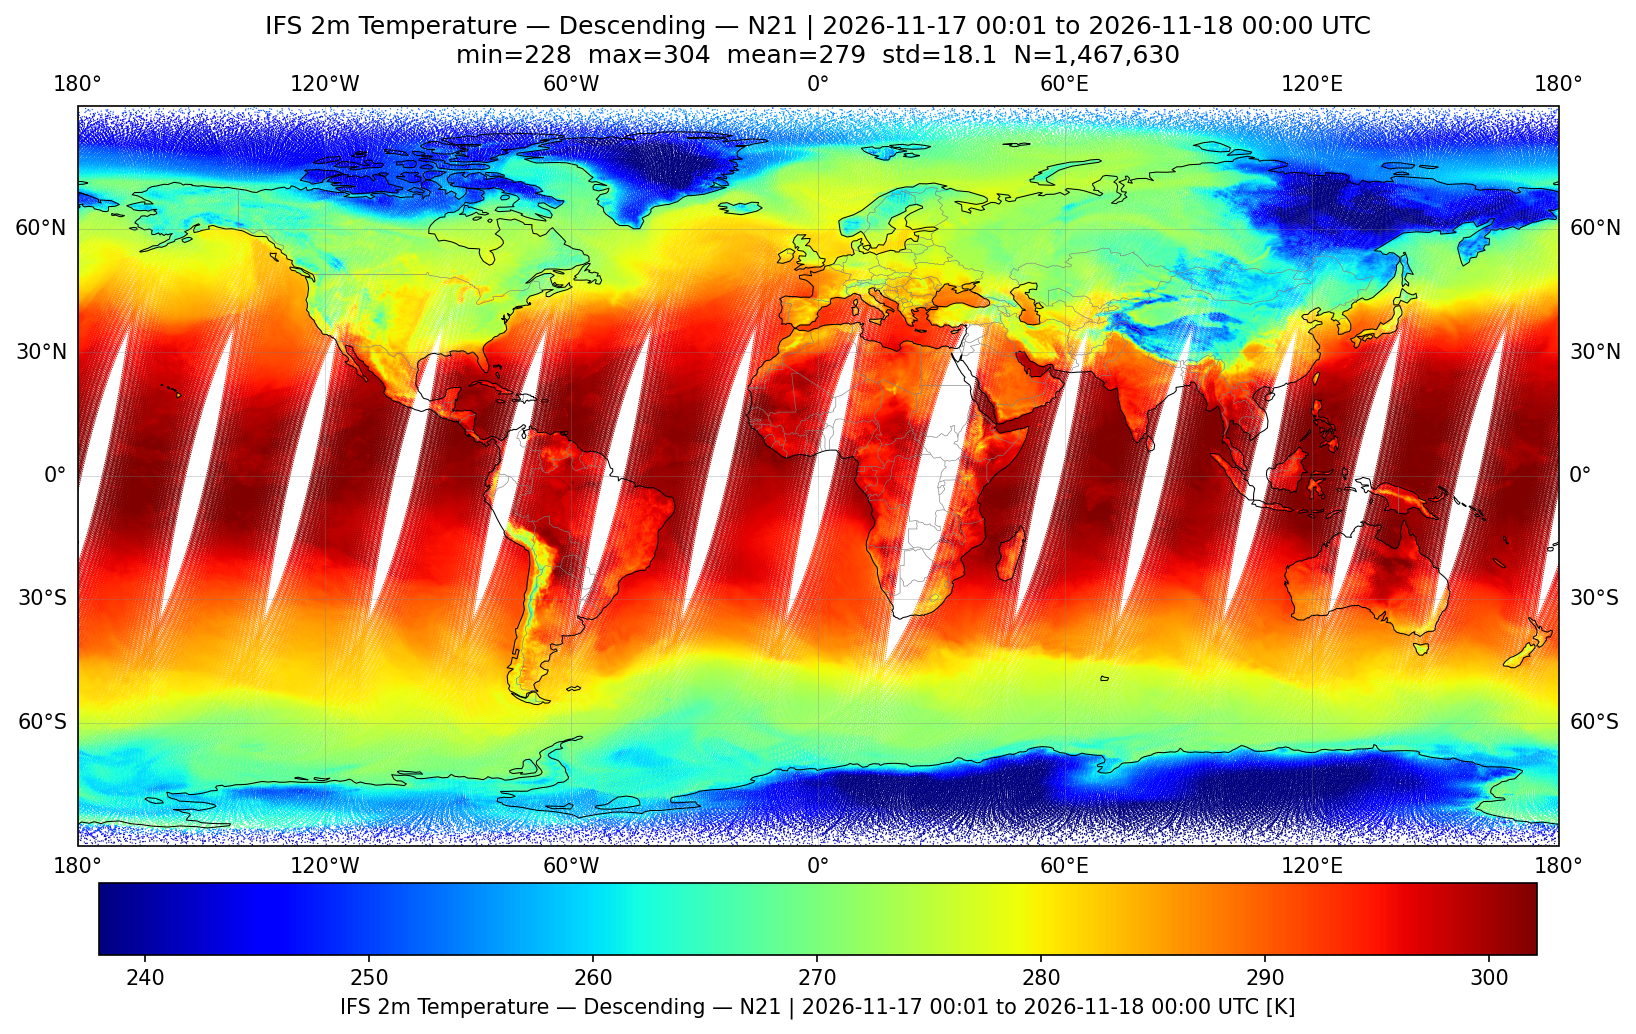 IFS 2m Temperature — Descending — N21 | 2026-11-17 00:01 to 2026-11-18 00:00 UTC
min=228 max=304 mean=279 std=18.1 N=1,467,630
180° 120°W 60°W 0° 60°E 120°E 180°
60°N 60°N
30°N 30°N
0° 0°
30°S 30°S
60°S 60°S
180° 120°W 60°W 0° 60°E 120°E 180°
240 250 260 270 280 290 300
IFS 2m Temperature — Descending — N21 | 2026-11-17 00:01 to 2026-11-18 00:00 UTC [K]